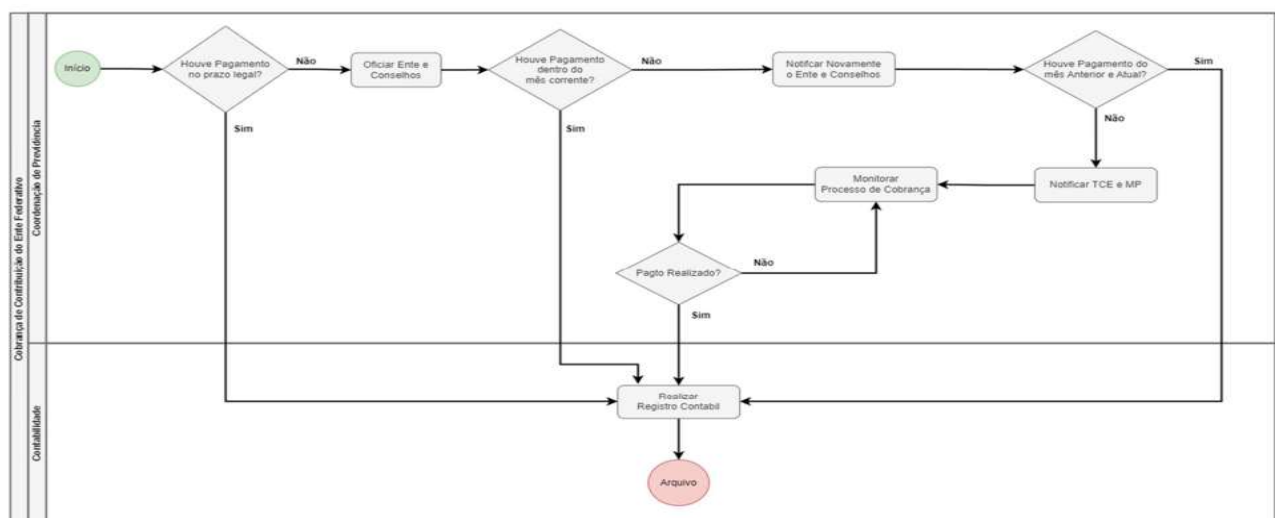 Cobrança de Contribuição do Ente Federativo
Coordenação de Previdência
Início
Houve Pagamento
no prazo legal?
Não
Oficiar Ente e
Conselhos
Houve Pagamento
dentro do
mês corrente?
Não
Notifcar Novamente
o Ente e Conselhos
Houve Pagamento do
mês Anterior e Atual?
Sim
Sim
Sim
Não
Monitorar
Processo de Cobrança
Notificar TCE e MP
Pagto Realizado?
Não
Sim
Contabilidade
Realizar
Registro Contabil
Arquivo